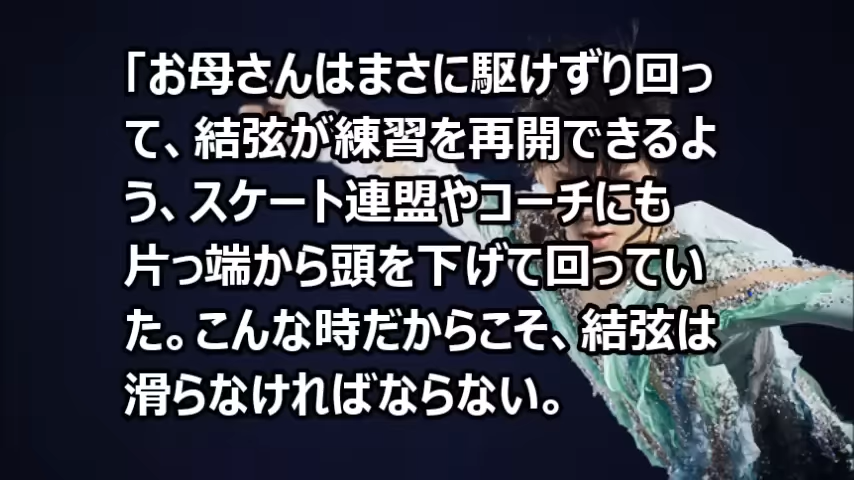 「お母さんはまさに駆けずり回っ
て、結弦が練習を再開できるよ
う、スケート連盟やコーチにも
片っ端から頭を下げて回ってい
た。こんな時だからこそ、結弦は
滑らなければならない。